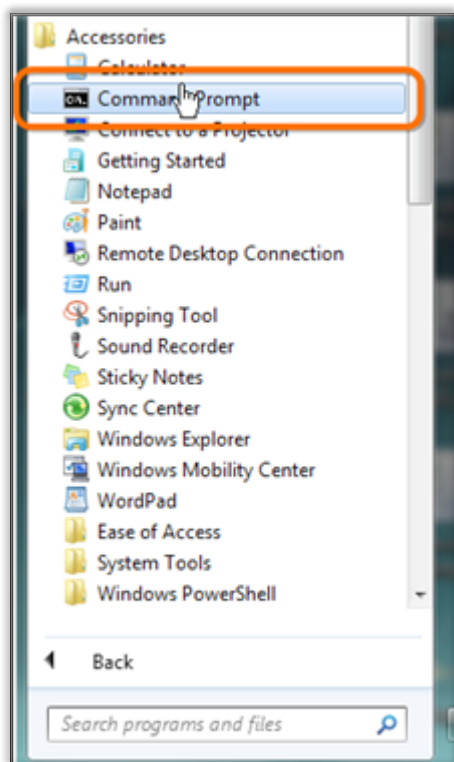 Accessories
Calculator
Command Prompt
Connect to a Projector
Getting Started
Notepad
Paint
Remote Desktop Connection
Run
Snipping Tool
Sound Recorder
Sticky Notes
Sync Center
Windows Explorer
Windows Mobility Center
WordPad
Ease of Access
System Tools
Windows PowerShell
Back
Search programs and files